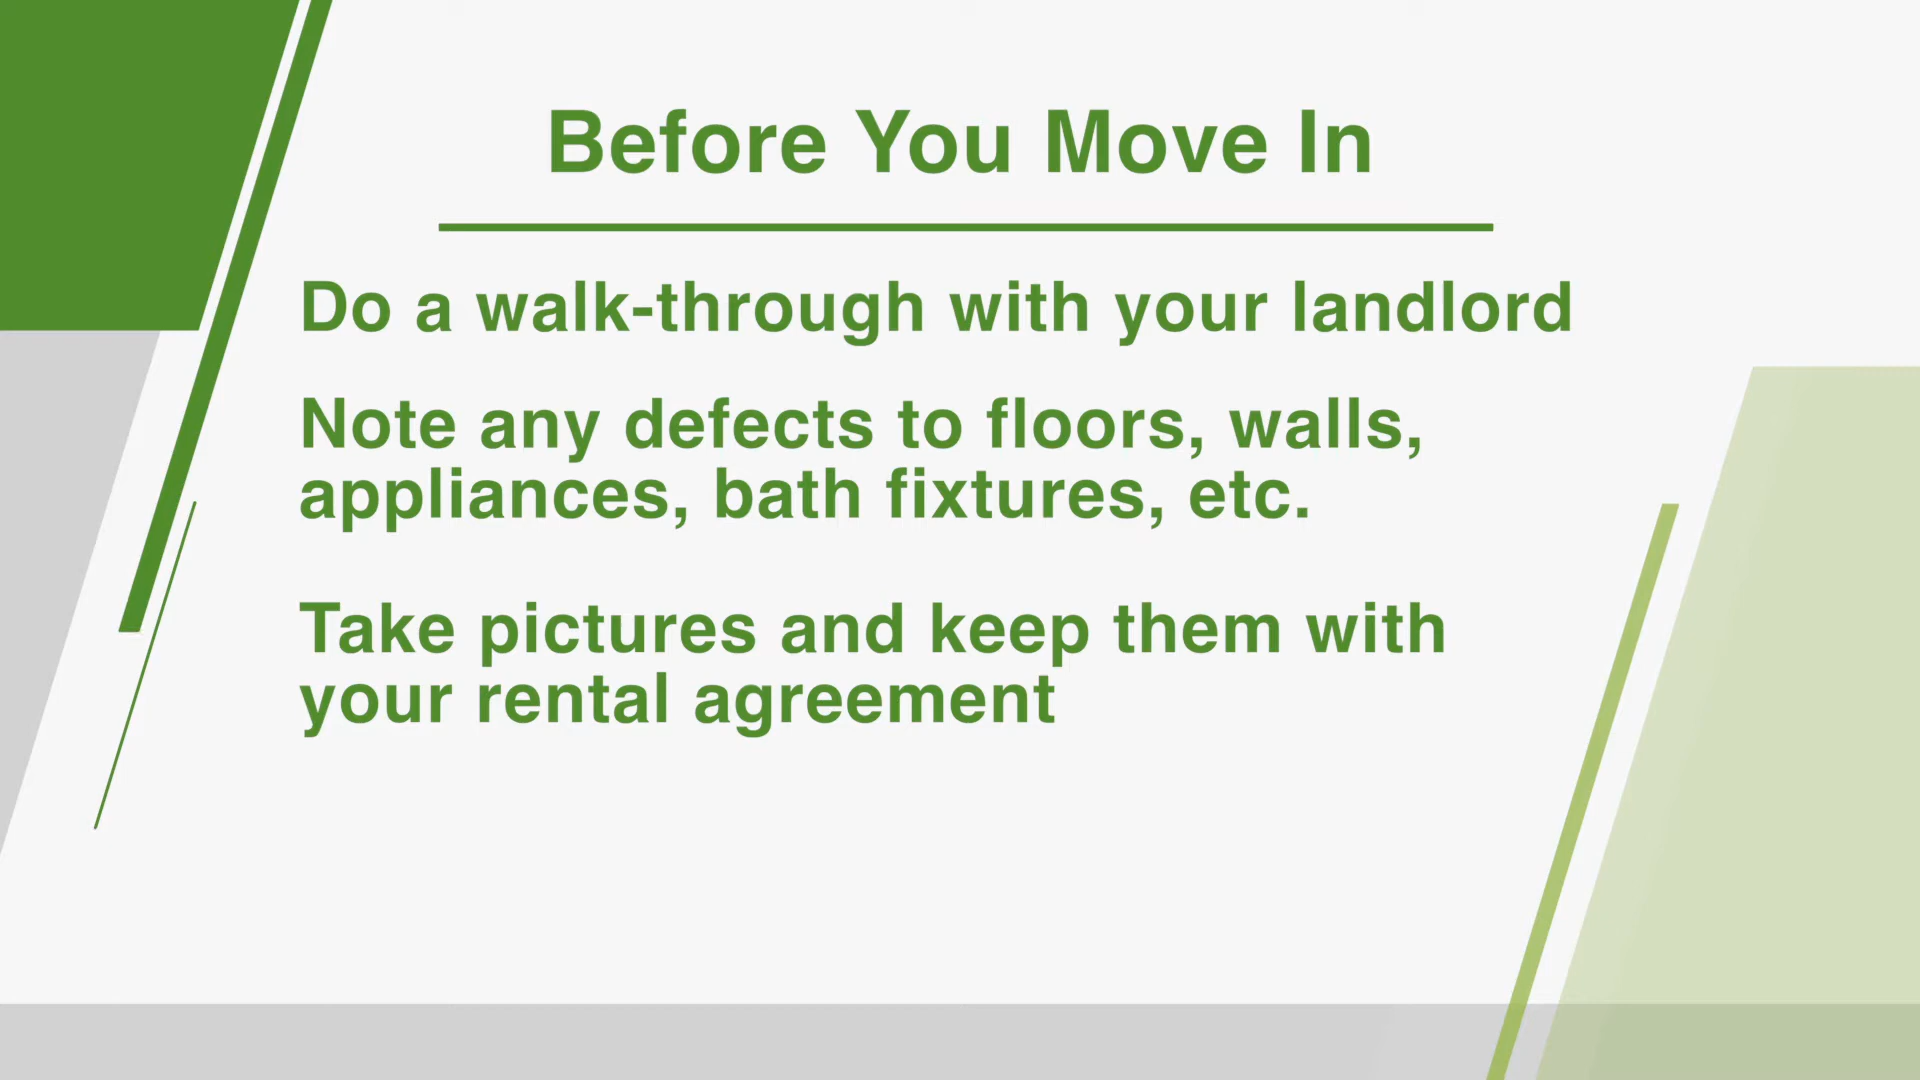 Before You Move In
Do a walk-through with your landlord
Note any defects to floors, walls,
appliances, bath fixtures, etc.
Take pictures and keep them with
your rental agreement